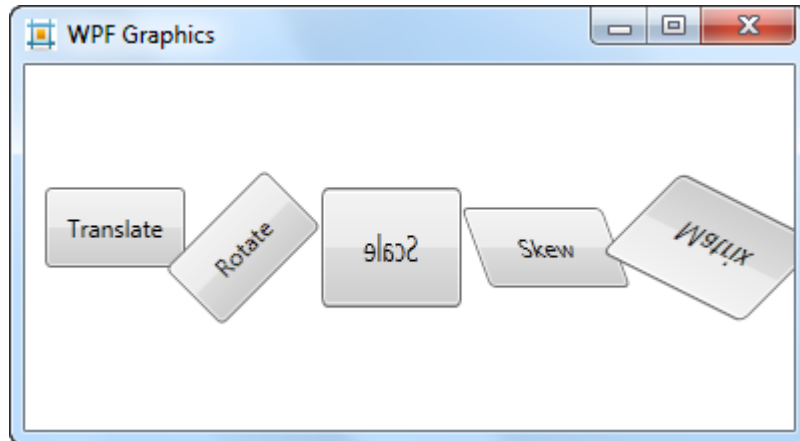 WPF Graphics
Translate
Rotate
Scale
Skew
Matrix